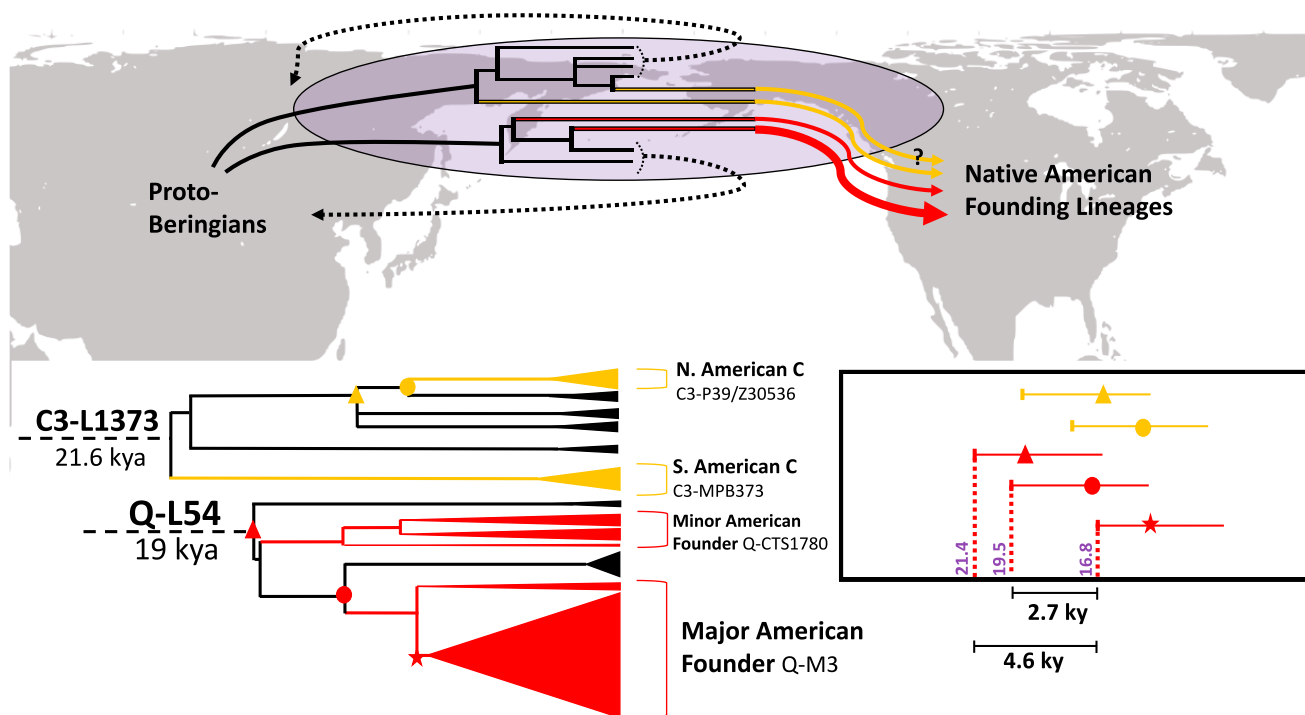 ?
Proto-
Beringians
Native American
Founding Lineages
C3-L1373
21.6 kya
N. American C
C3-P39/Z30536
S. American C
C3-MPB373
Q-L54
19 kya
Minor American
Founder Q-CTS1780
Major American
Founder Q-M3
21.4
19.5
16.8
2.7 ky
4.6 ky